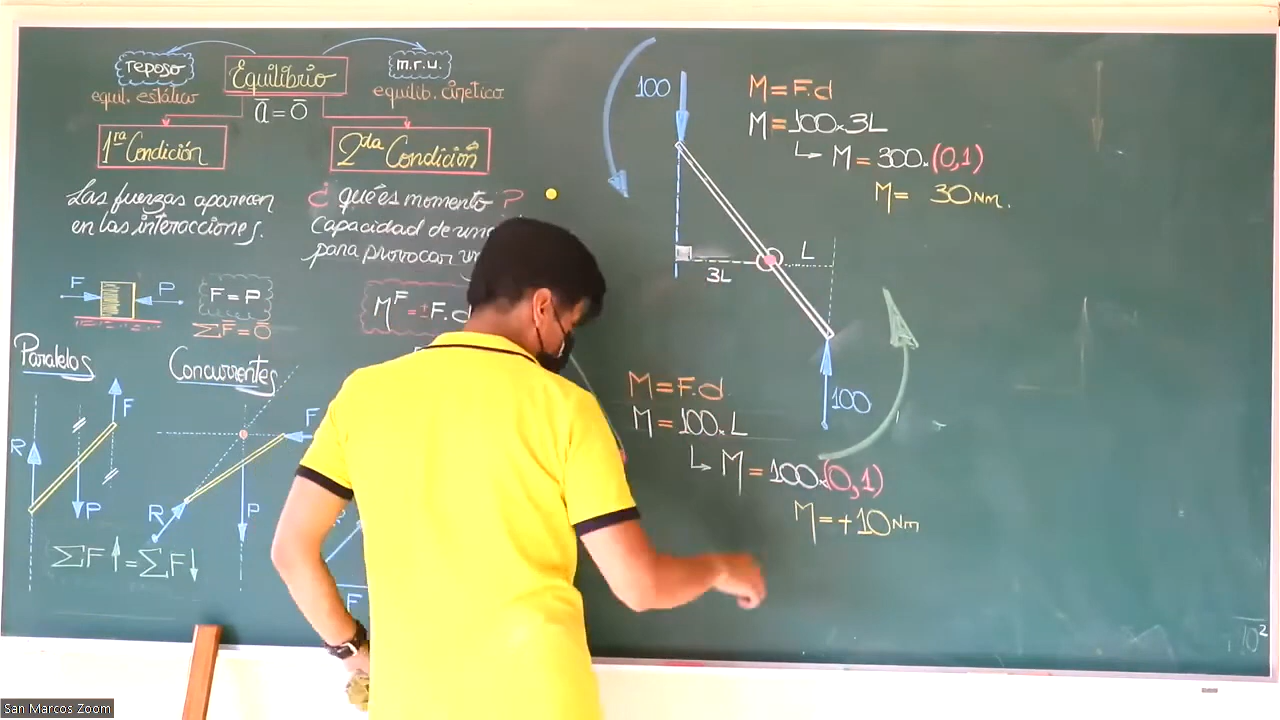 reposo
Equilibrio
m.r.u.
equil. estático
equilib. cinetico
a̅ = 0̅
1ra Condición
2da Condición
Las fuerzas aparecen
en las interacciones.
¿qué es momento?
Capacidad de una
para provocar
F
P
F = P
ΣF̅ = 0̅
M^F = ± F.d
Paralelos
Concurrentes
F
R
P
F
R
P
ΣF↑ = ΣF↓
R
F
100
M = F.d
M = 100 x 3L
↳ M = 300.(0,1)
M = 30Nm.
3L
L
100
M = F.d
M = 100 x L
↳ M = 100 x (0,1)
M = +10Nm
San Marcos Zoom